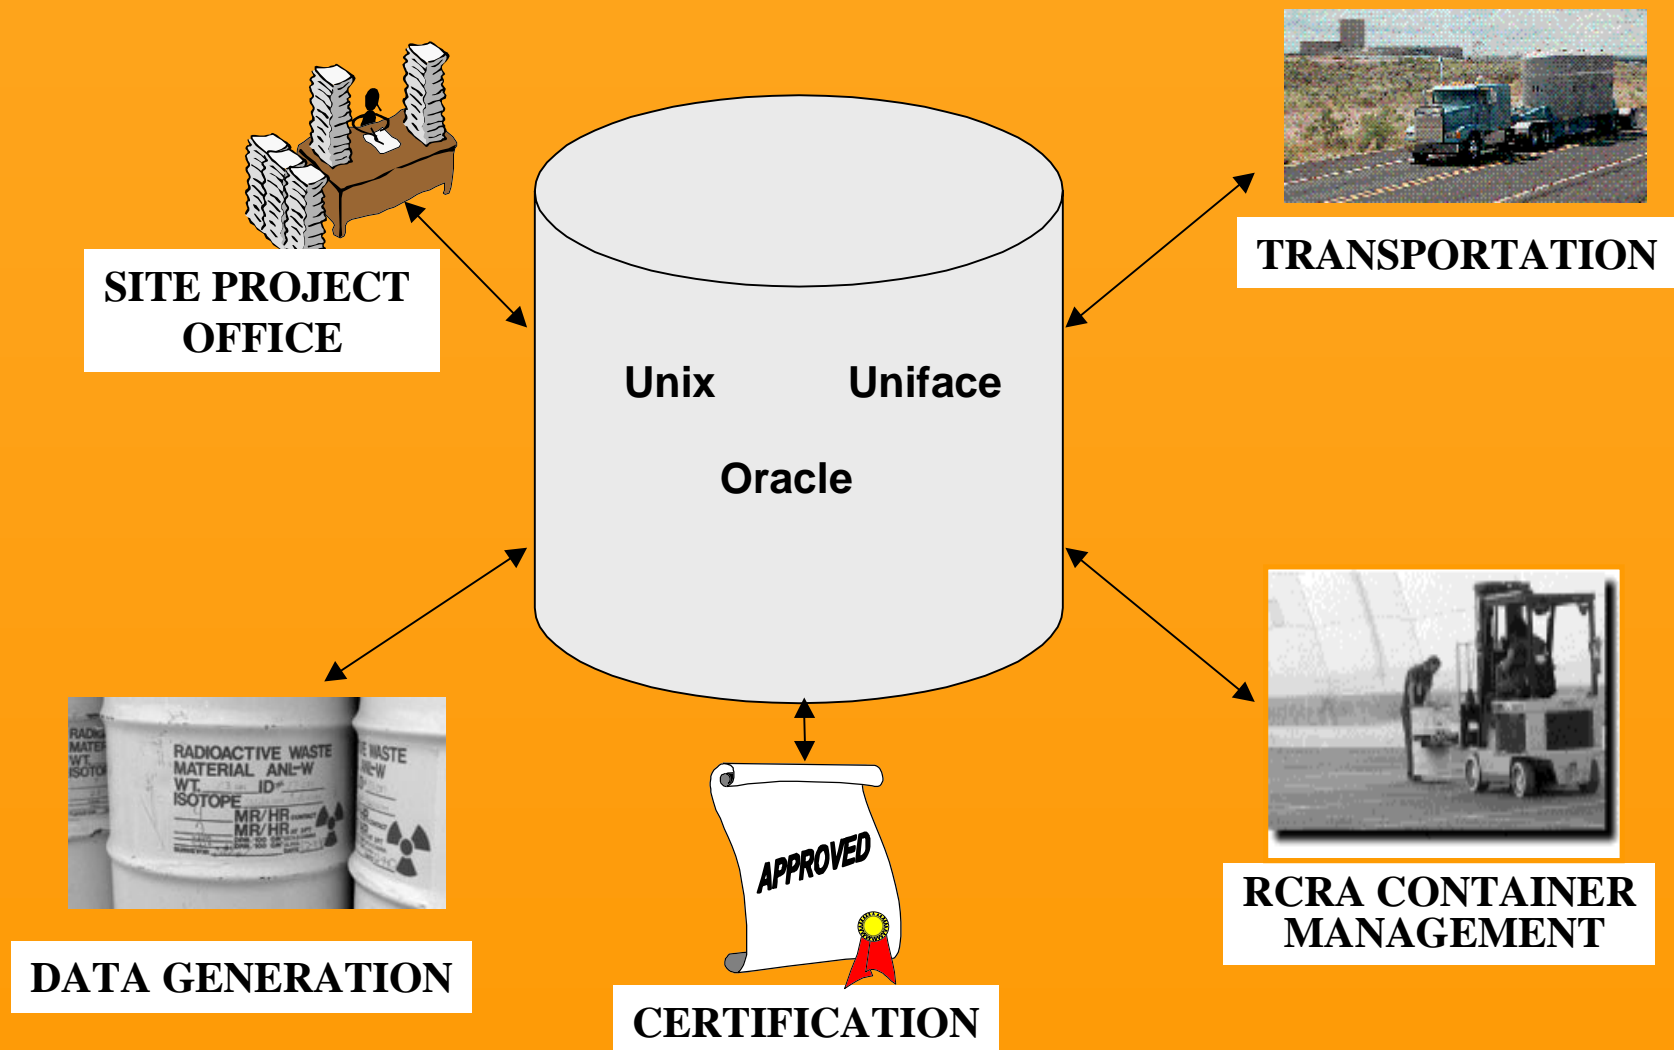 SITE PROJECT
OFFICE
TRANSPORTATION
Unix Uniface
Oracle
RADIOACTIVE WASTE
MATERIAL ANL-W
WT. ID
ISOTOPE
MR/HR
MR/HR
WASTE
ANL-W
APPROVED
DATA GENERATION
CERTIFICATION
RCRA CONTAINER
MANAGEMENT